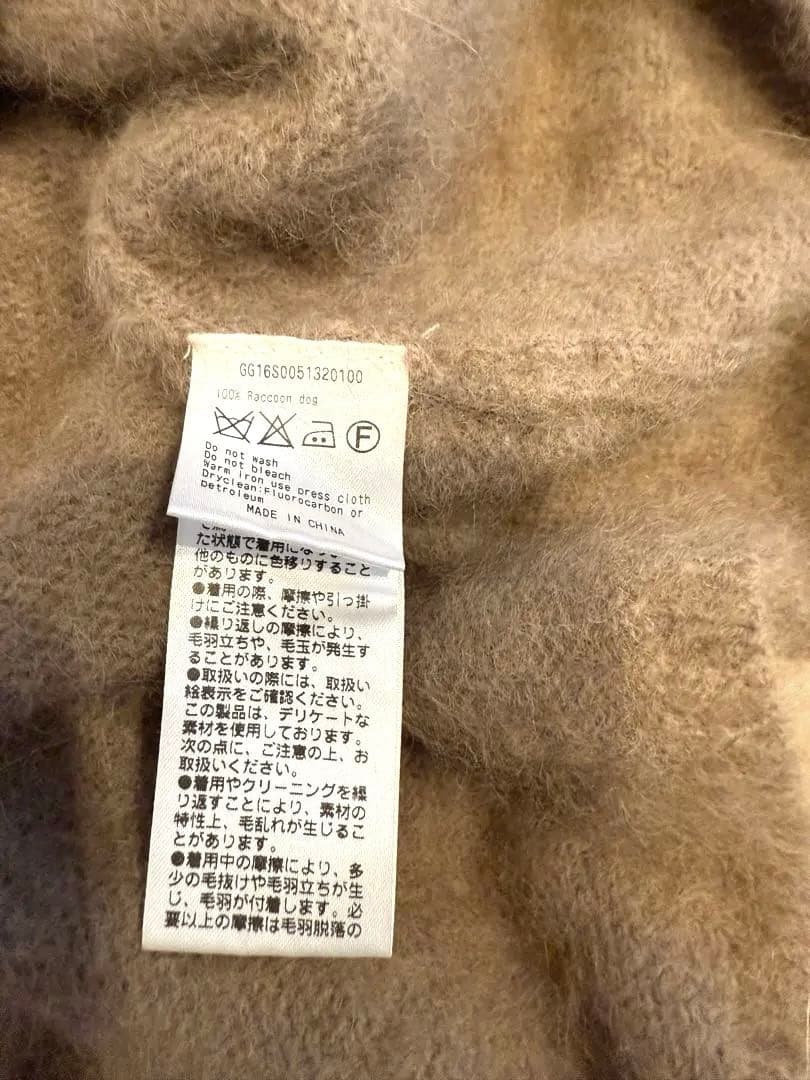 GG16S0051320100
100% Raccoon dog
F
Do not wash
Do not bleach
Warm iron use press cloth
Dryclean:Fluorocarbon or
petroleum
MADE IN CHINA
た状態で着用に
他のものに色移りすること
があります。
●着用の際、摩擦や引っ掛
けにご注意ください。
●繰り返しの摩擦により、
毛羽立ちや、毛玉が発生す
ることがあります。
●取扱いの際には、取扱い
絵表示をご確認ください。
この製品は、デリケートな
素材を使用しております。
次の点に、ご注意の上、お
取扱いください。
●着用やクリーニングを繰
り返すことにより、素材の
特性上、毛乱れが生じるこ
とがあります。
●着用中の摩擦により、多
少の毛抜けや毛羽立ちが生
じ、毛羽が付着します。必
要以上の摩擦は毛羽脱落の